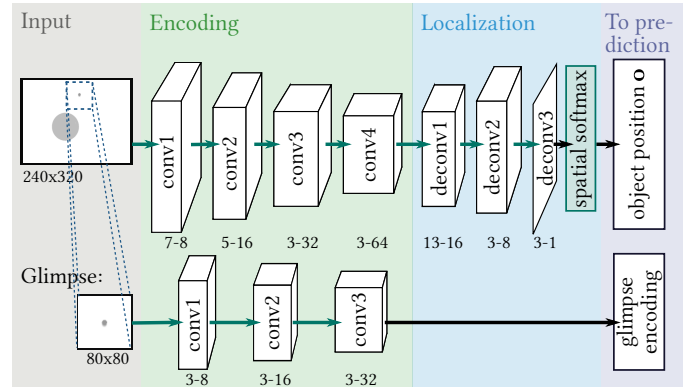 Input
Encoding
Localization
To pre-
diction
conv1
conv2
conv3
conv4
deconv1
deconv2
deconv3
spatial softmax
object position o
240x320
7-8
5-16
3-32
3-64
13-16
3-8
3-1
Glimpse:
conv1
conv2
conv3
glimpse
encoding
80x80
3-8
3-16
3-32